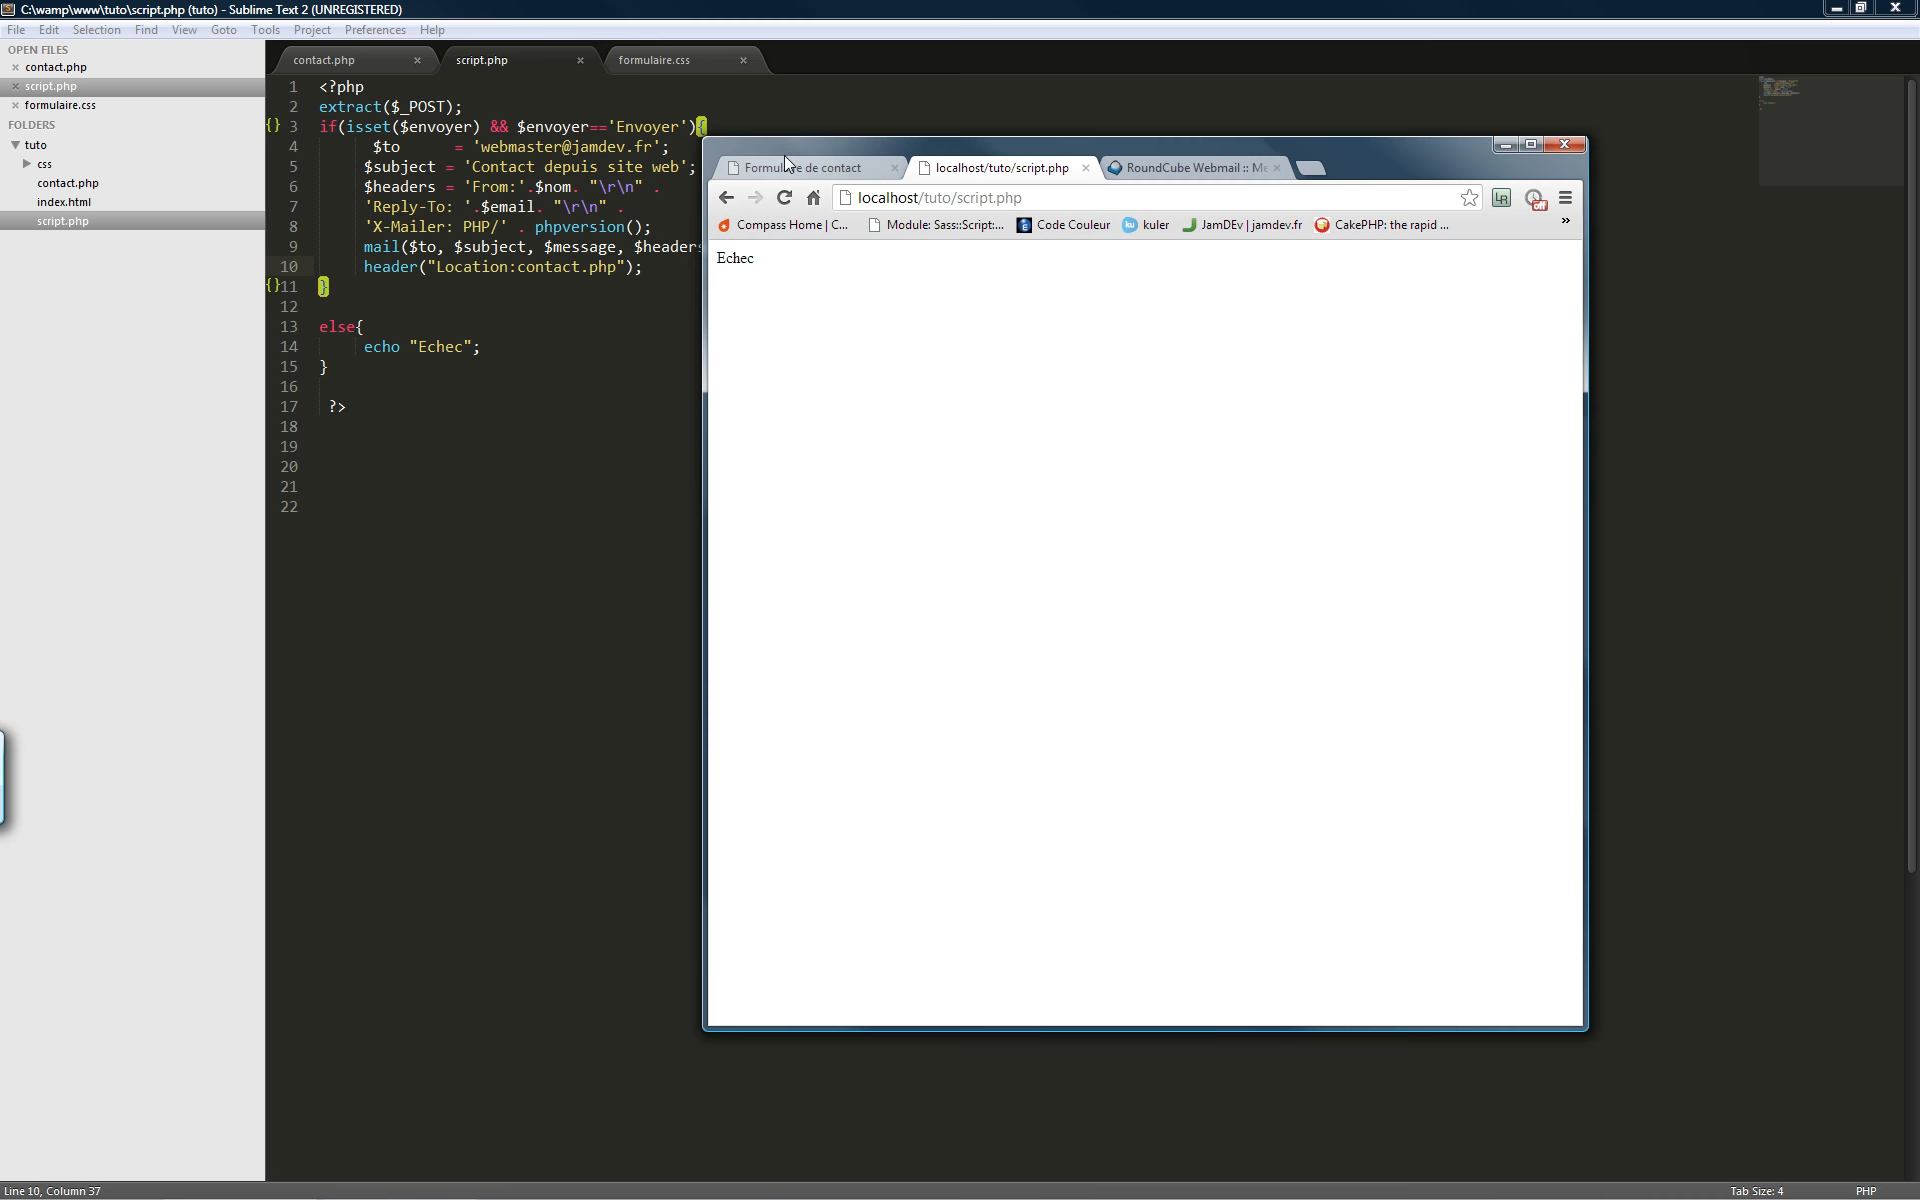 C:\wamp\www\tuto\script.php (tuto) - Sublime Text 2 (UNREGISTERED)
File Edit Selection Find View Goto Tools Project Preferences Help
OPEN FILES
contact.php
script.php
formulaire.css
FOLDERS
tuto
css
contact.php
index.html
script.php
contact.php script.php formulaire.css
1 <?php
2 extract($_POST);
{} 3 if(isset($envoyer) && $envoyer=='Envoyer'){
4 $to = 'webmaster@jamdev.fr';
5 $subject = 'Contact depuis site web';
6 $headers = 'From:'.$nom. "\r\n" .
7 'Reply-To: '.$email. "\r\n" .
8 'X-Mailer: PHP/' . phpversion();
9 mail($to, $subject, $message, $header
10 header("Location:contact.php");
{}11 }
12
13 else{
14 echo "Echec";
15 }
16
17 ?>
18
19
20
21
22
Formulaire de contact localhost/tuto/script.php RoundCube Webmail :: Me
localhost/tuto/script.php
LR
Off
Compass Home | C... Module: Sass::Script:... Code Couleur ku kuler JamDEv | jamdev.fr CakePHP: the rapid ... »
Echec
Line 10, Column 37
Tab Size: 4 PHP